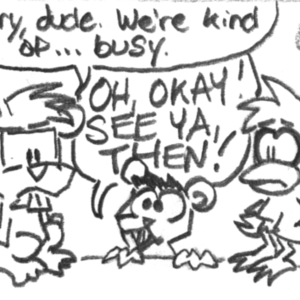 ry, dude. We're kind
of... busy.
OH, OKAY!
SEE YA,
THEN!